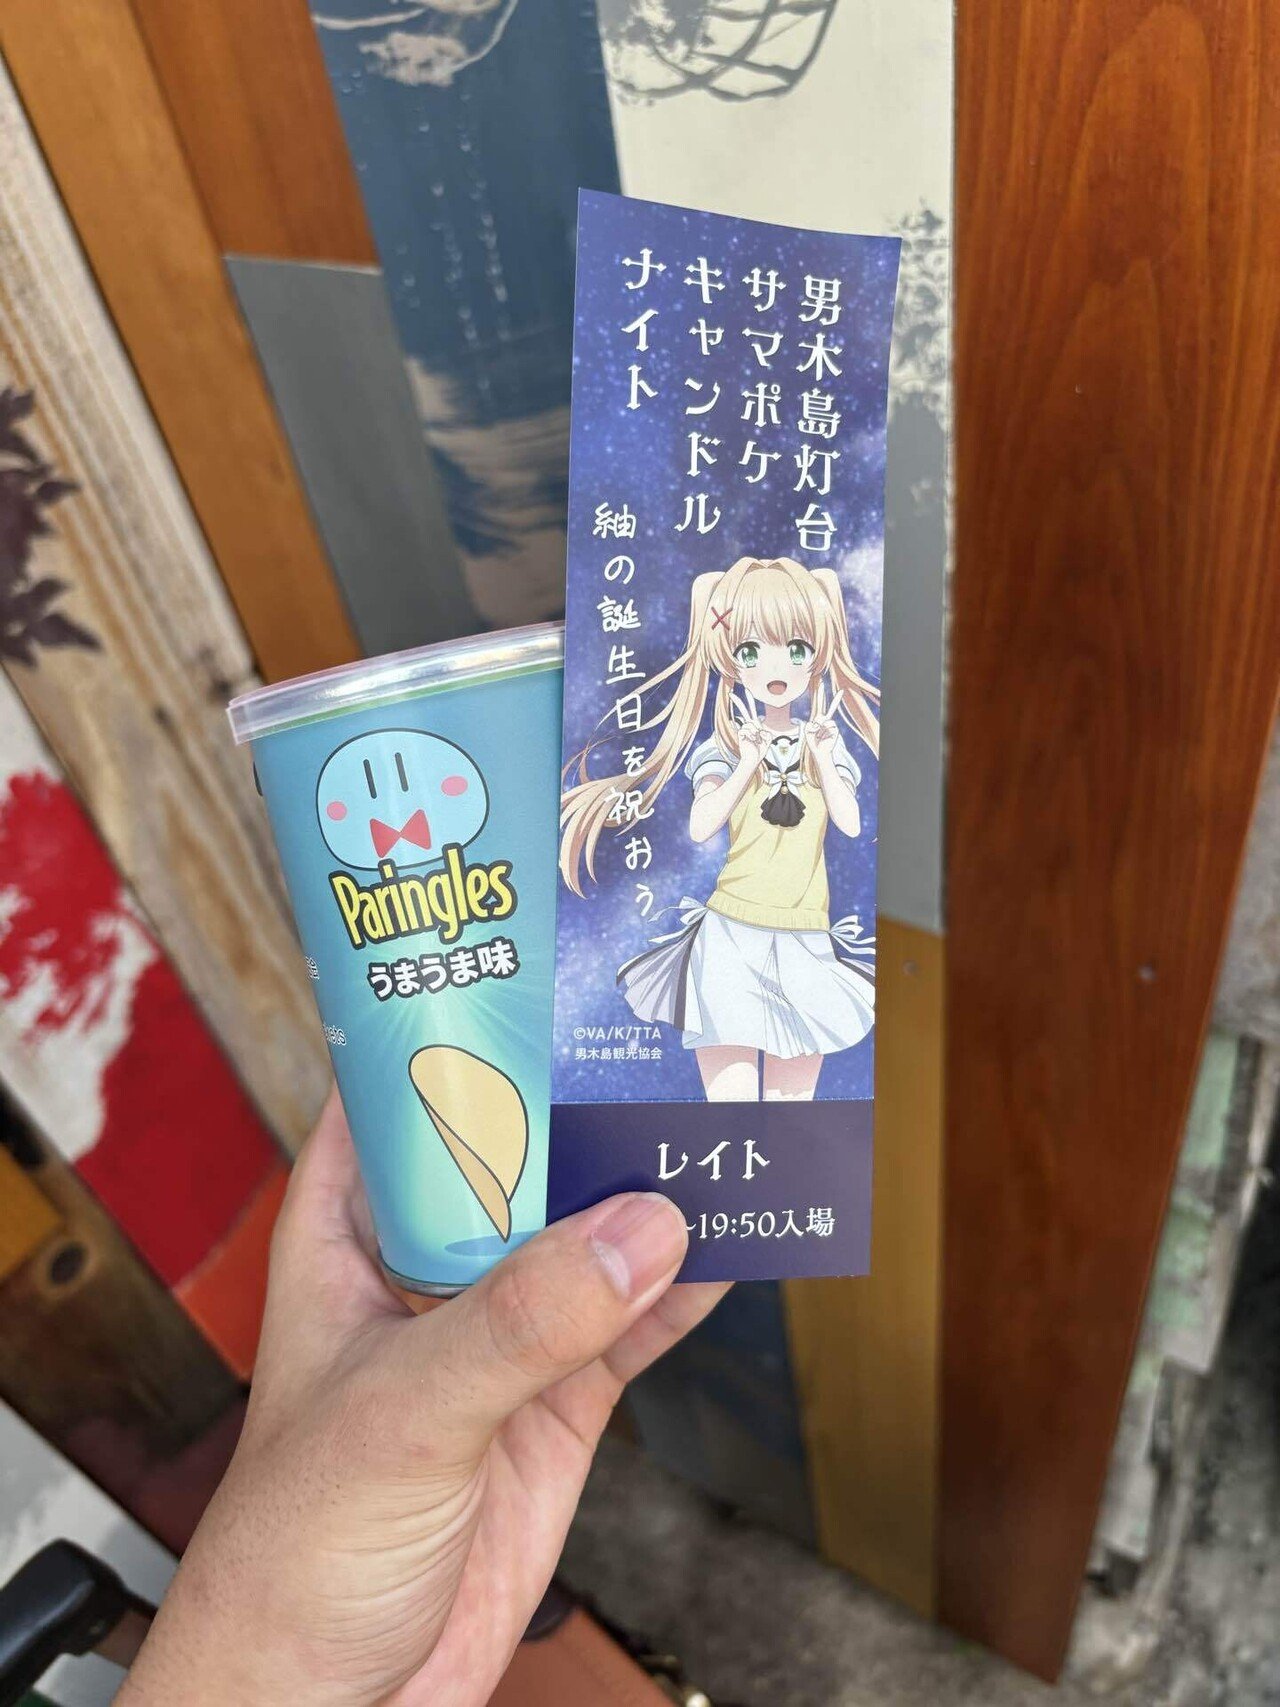 男木島灯台
サマポケ
キャンドル
ナイト
紬の誕生日を祝おう
©VA/K/TTA
男木島観光協会
レイト
~19:50入場
Paringles
うまうま味